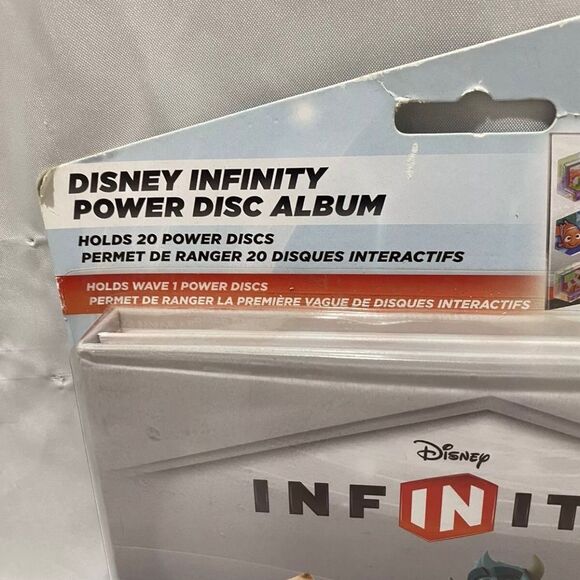 DISNEY INFINITY
POWER DISC ALBUM
HOLDS 20 POWER DISCS
PERMET DE RANGER 20 DISQUES INTERACTIFS
HOLDS WAVE 1 POWER DISCS
PERMET DE RANGER LA PREMIÈRE VAGUE DE DISQUES INTERACTIFS
Disney
INFINIT